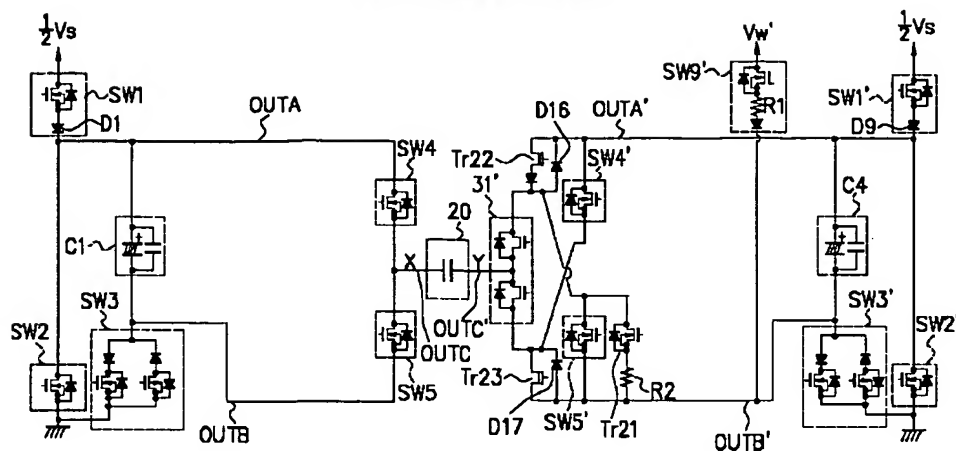 ½Vs
Vw'
½Vs
SW1
D1
OUTA
SW9'
R1
D16
OUTA'
SW1'
D9
SW4
Tr22
SW4'
31'
20
C1
C4
X
Y
SW3
OUTC'
SW3'
SW2
OUTC
SW5
Tr23
R2
SW2'
D17
SW5'
Tr21
OUTB
OUTB'